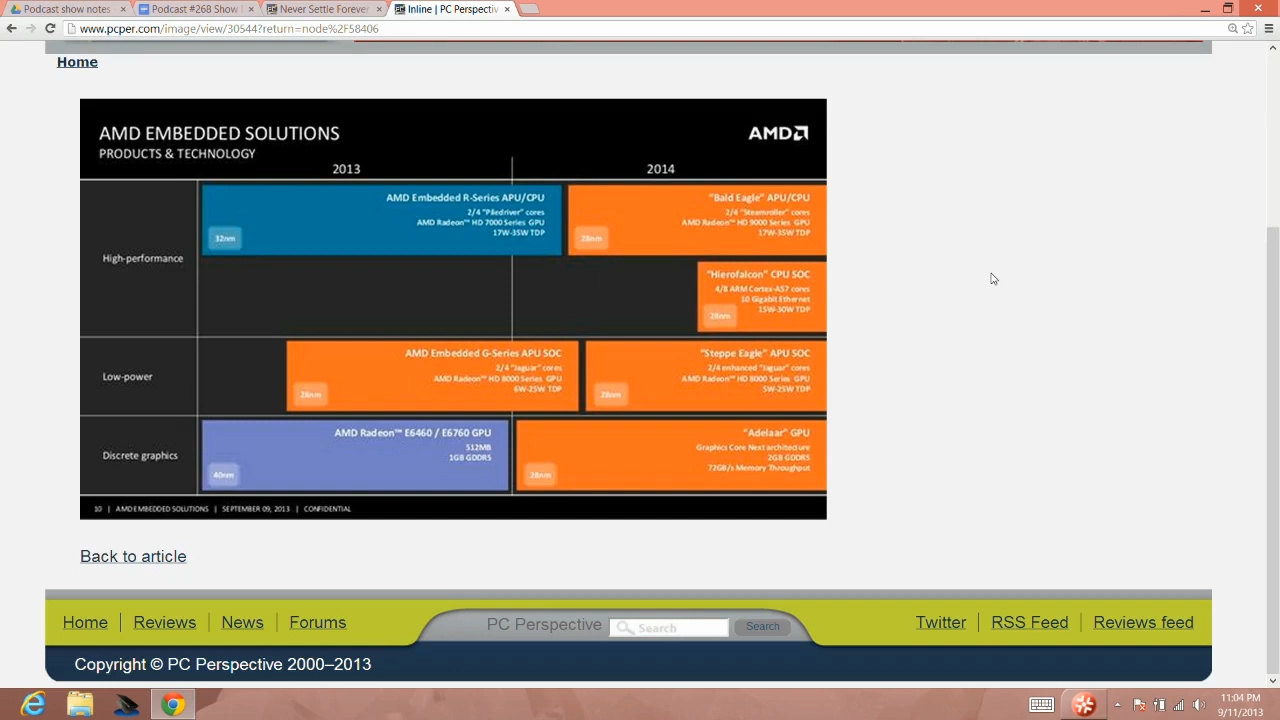 Podcast show notes
Podcast #268 Show
Never Settle Forever
Inline | PC Perspectiv
www.pcper.com/image/view/30544?return=node%2F58406
Home
AMD EMBEDDED SOLUTIONS
PRODUCTS & TECHNOLOGY
AMD
2013
2014
High-performance
AMD Embedded R-Series APU/CPU
2/4 "Piledriver" cores
AMD Radeon™ HD 7000 Series GPU
17W-35W TDP
32nm
"Bald Eagle" APU/CPU
2/4 "Steamroller" cores
AMD Radeon™ HD 9000 Series GPU
17W-35W TDP
28nm
"Hierofalcon" CPU SOC
4/8 ARM Cortex-A57 cores
10 Gigabit Ethernet
15W-30W TDP
28nm
Low-power
AMD Embedded G-Series APU SOC
2/4 "Jaguar" cores
AMD Radeon™ HD 8000 Series GPU
6W-25W TDP
28nm
"Steppe Eagle" APU SOC
2/4 enhanced "Jaguar" cores
AMD Radeon™ HD 8000 Series GPU
5W-25W TDP
28nm
Discrete graphics
AMD Radeon™ E6460 / E6760 GPU
512MB
1GB GDDR5
40nm
"Adelaar" GPU
Graphics Core Next architecture
2GB GDDR5
72GB/s Memory Throughput
28nm
10 | AMD EMBEDDED SOLUTIONS | SEPTEMBER 09, 2013 | CONFIDENTIAL
Back to article
Home | Reviews | News | Forums
PC Perspective Search Search
Twitter | RSS Feed | Reviews feed
Copyright © PC Perspective 2000–2013
11:04 PM
9/11/2013